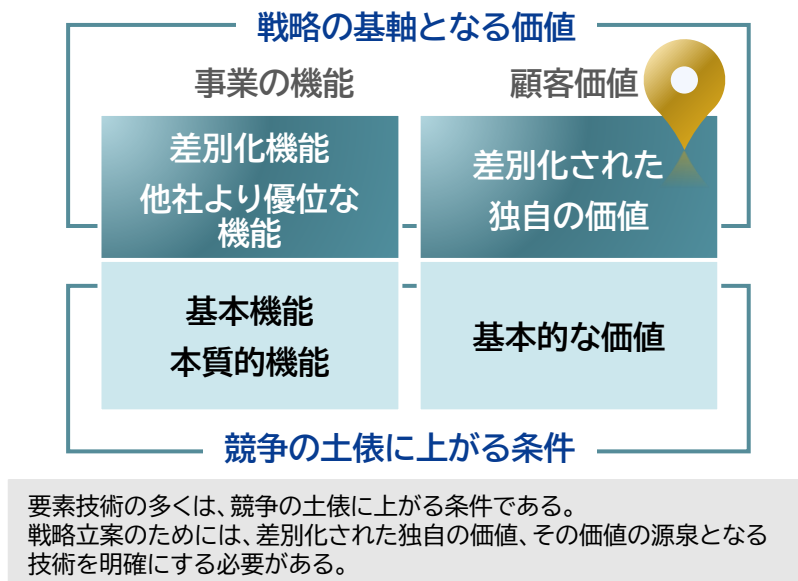 戦略の基軸となる価値
事業の機能
顧客価値
差別化機能
他社より優位な
機能
差別化された
独自の価値
基本機能
本質的機能
基本的な価値
競争の土俵に上がる条件
要素技術の多くは、競争の土俵に上がる条件である。
戦略立案のためには、差別化された独自の価値、その価値の源泉となる
技術を明確にする必要がある。